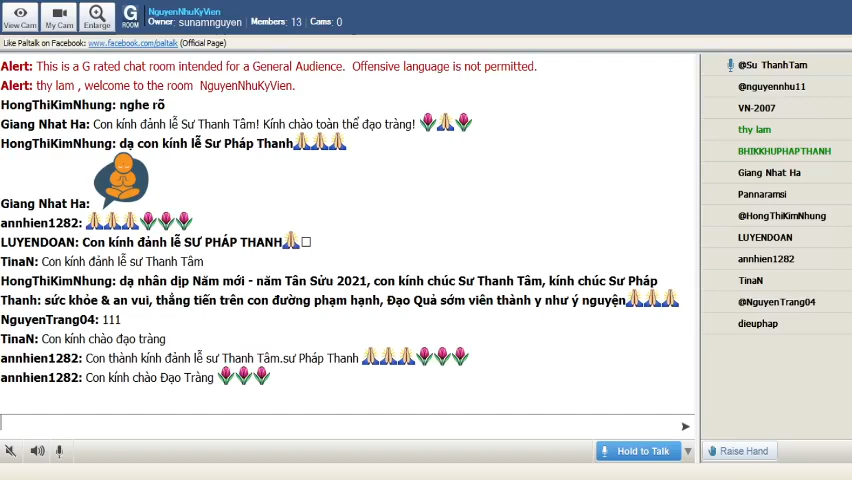 View Cam
My Cam
Enlarge
G
ROOM
NguyenNhuKyVien
Owner: sunamnguyen Members: 13 Cams: 0
Like Paltalk on Facebook: www.facebook.com/paltalk (Official Page)
Alert: This is a G rated chat room intended for a General Audience. Offensive language is not permitted.
Alert: thy lam , welcome to the room NguyenNhuKyVien.
HongThiKimNhung: nghe rõ
Giang Nhat Ha: Con kính đảnh lễ Sư Thanh Tâm! Kính chào toàn thể đạo tràng!
HongThiKimNhung: dạ con kính lễ Sư Pháp Thanh
Giang Nhat Ha:
annhien1282:
LUYENDOAN: Con kính đảnh lễ SƯ PHÁP THANH
TinaN: Con kính đảnh lễ sư Thanh Tâm
HongThiKimNhung: dạ nhân dịp Năm mới - năm Tân Sửu 2021, con kính chúc Sư Thanh Tâm, kính chúc Sư Pháp
Thanh: sức khỏe & an vui, thẳng tiến trên con đường phạm hạnh, Đạo Quả sớm viên thành y như ý nguyện
NguyenTrang04: 111
TinaN: Con kính chào đạo tràng
annhien1282: Con thành kính đảnh lễ sư Thanh Tâm.sư Pháp Thanh
annhien1282: Con kính chào Đạo Tràng
Hold to Talk
@Su ThanhTam
@nguyennhu11
VN-2007
thy lam
BHIKKHUPHAPTHANH
Giang Nhat Ha
Pannaramsi
@HongThiKimNhung
LUYENDOAN
annhien1282
TinaN
@NguyenTrang04
dieuphap
Raise Hand